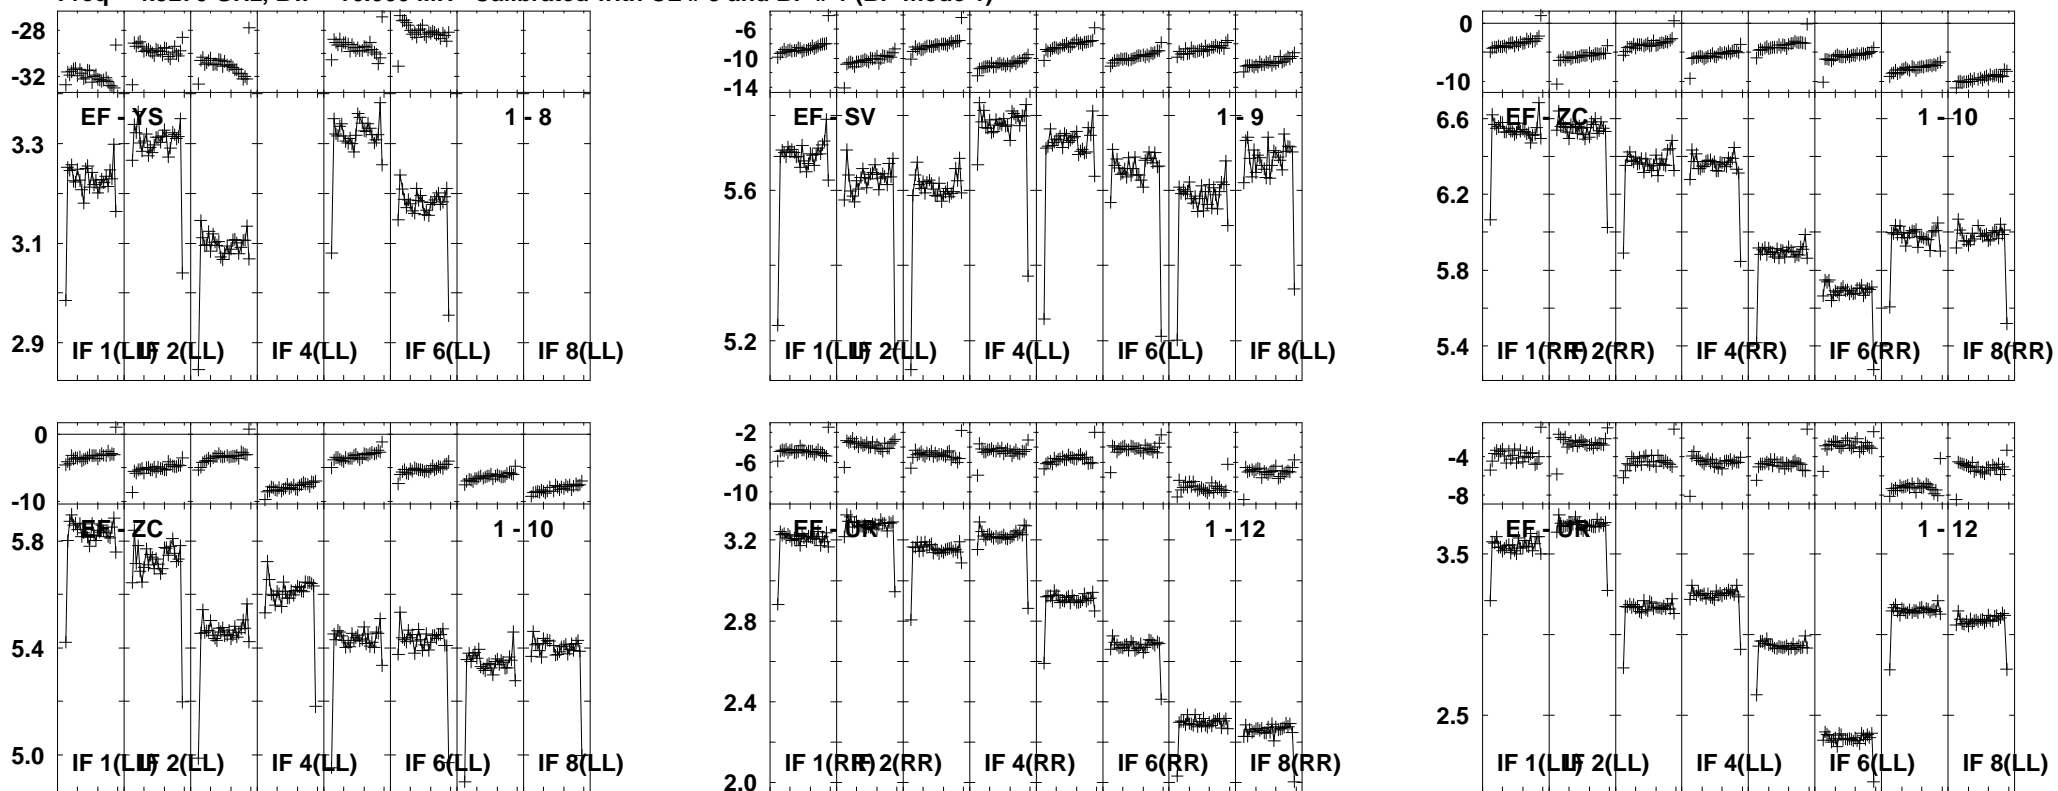 -28
-32
EF - YS
1 - 8
3.3
3.1
2.9
IF 1(LL)
IF 2(LL)
IF 4(LL)
IF 6(LL)
IF 8(LL)
-6
-10
-14
EF - SV
1 - 9
5.6
5.2
IF 1(LL)
IF 2(LL)
IF 4(LL)
IF 6(LL)
IF 8(LL)
0
-10
6.6
EF - ZC
1 - 10
6.2
5.8
5.4
IF 1(RR)
IF 2(RR)
IF 4(RR)
IF 6(RR)
IF 8(RR)
0
-10
EF - ZC
1 - 10
5.8
5.4
5.0
IF 1(LL)
IF 2(LL)
IF 4(LL)
IF 6(LL)
IF 8(LL)
-2
-6
-10
EF - UR
1 - 12
3.2
2.8
2.4
2.0
IF 1(RR)
IF 2(RR)
IF 4(RR)
IF 6(RR)
IF 8(RR)
-4
-8
EF - UR
1 - 12
3.5
2.5
IF 1(LL)
IF 2(LL)
IF 4(LL)
IF 6(LL)
IF 8(LL)